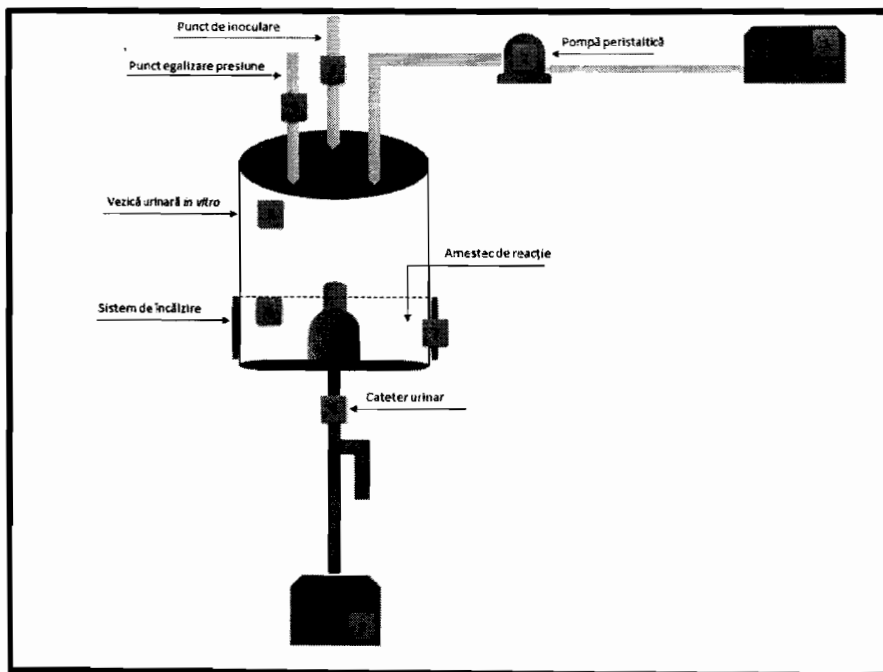 Punct de inoculare
Punct egalizare presiune
Pompă peristaltică
Vezică urinară in vitro
Amestec de reacție
Sistem de încălzire
Cateter urinar